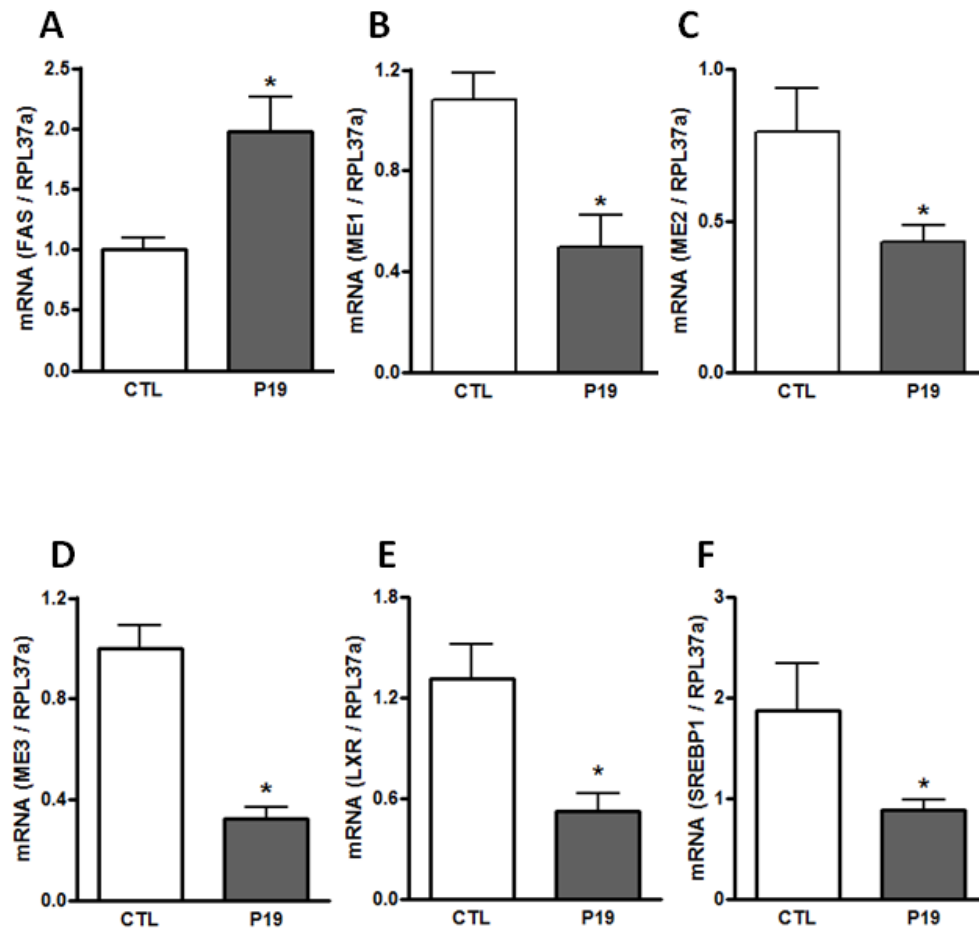 A
mRNA (FAS / RPL37a)
2.5
*
2.0
1.5
1.0
0.5
0.0
CTL P19
B
mRNA (ME1 / RPL37a)
1.2
0.8
*
0.4
0.0
CTL P19
C
mRNA (ME2 / RPL37a)
1.0
*
0.5
0.0
CTL P19
D
mRNA (ME3 / RPL37a)
1.2
0.8
0.4
*
0.0
CTL P19
E
mRNA (LXR / RPL37a)
1.8
1.2
*
0.6
0.0
CTL P19
F
mRNA (SREBP1 / RPL37a)
3
2
*
1
0
CTL P19